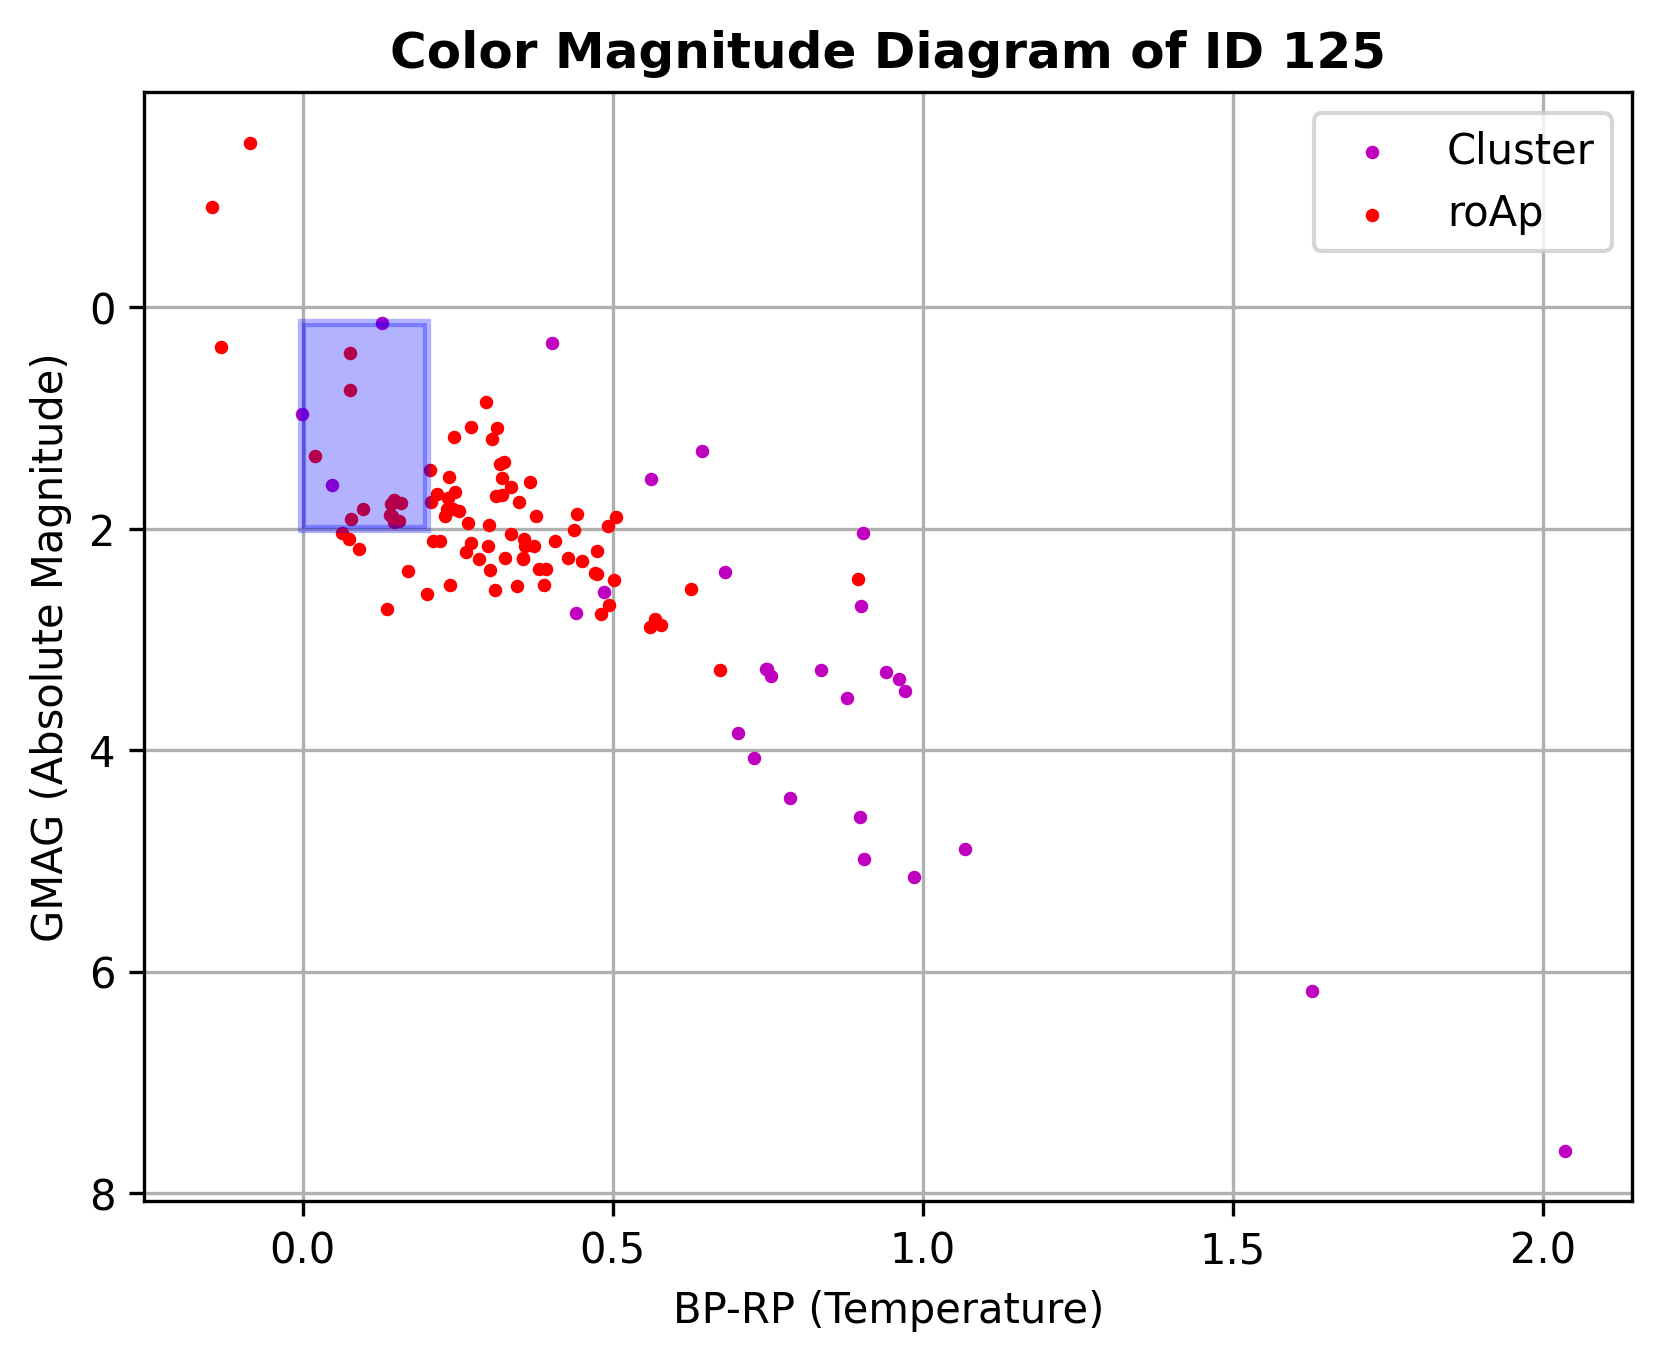 Color Magnitude Diagram of ID 125
Cluster
roAp
GMAG (Absolute Magnitude)
0
2
4
6
8
0.0 0.5 1.0 1.5 2.0
BP-RP (Temperature)